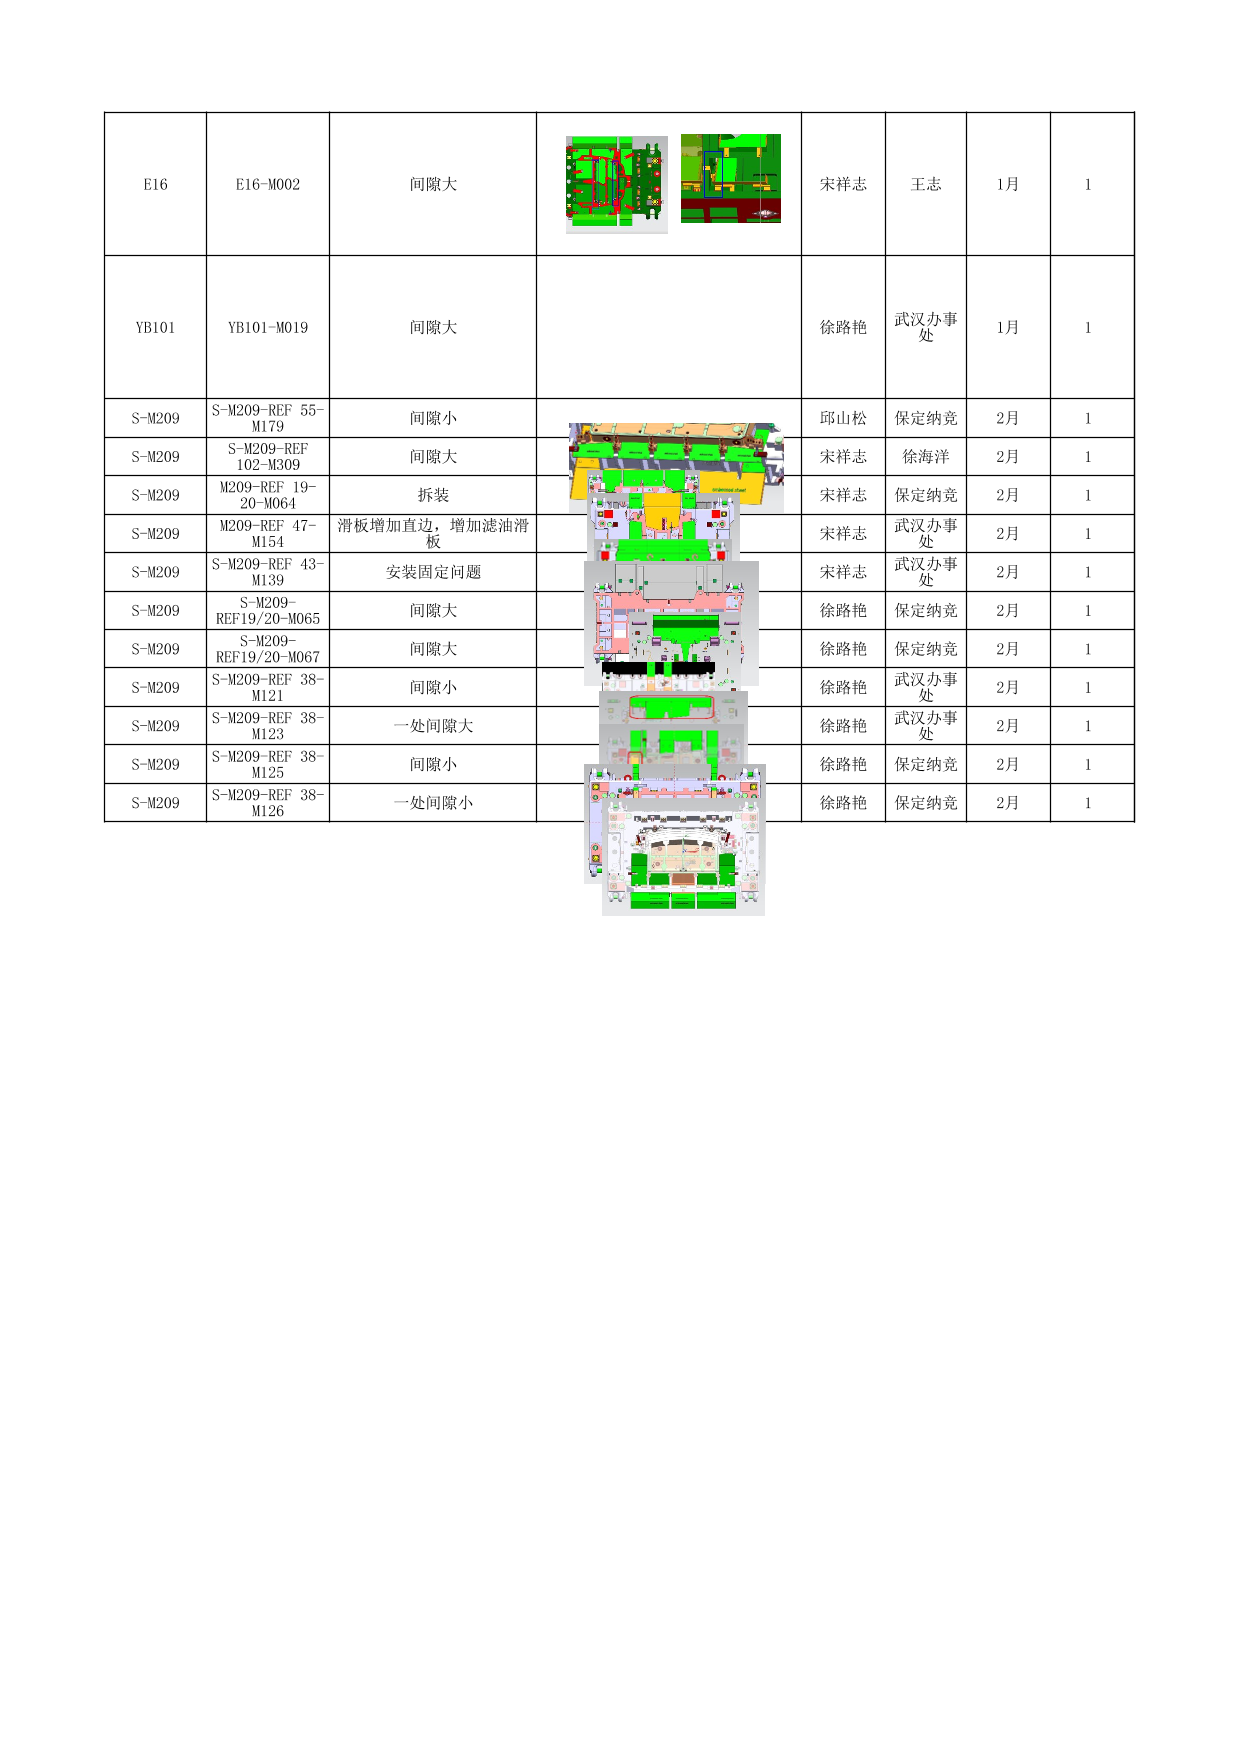 E16 E16-M002 间隙大 宋祥志 王志 1月 1
YB101 YB101-M019 间隙大 徐路艳 武汉办事处 1月 1
S-M209 S-M209-REF 55-M179 间隙小 邱山松 保定纳竞 2月 1
S-M209 S-M209-REF 102-M309 间隙大 宋祥志 徐海洋 2月 1
S-M209 M209-REF 19-20-M064 拆装 宋祥志 保定纳竞 2月 1
S-M209 M209-REF 47-M154 滑板增加直边，增加滤油滑板 宋祥志 武汉办事处 2月 1
S-M209 S-M209-REF 43-M139 安装固定问题 宋祥志 武汉办事处 2月 1
S-M209 S-M209-REF19/20-M065 间隙大 徐路艳 保定纳竞 2月 1
S-M209 S-M209-REF19/20-M067 间隙大 徐路艳 保定纳竞 2月 1
S-M209 S-M209-REF 38-M121 间隙小 徐路艳 武汉办事处 2月 1
S-M209 S-M209-REF 38-M123 一处间隙大 徐路艳 武汉办事处 2月 1
S-M209 S-M209-REF 38-M125 间隙小 徐路艳 保定纳竞 2月 1
S-M209 S-M209-REF 38-M126 一处间隙小 徐路艳 保定纳竞 2月 1